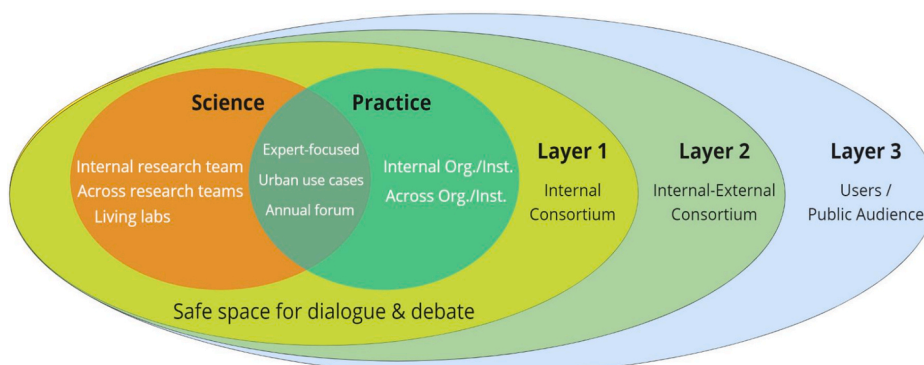 Science
Practice
Internal research team
Across research teams
Living labs
Expert-focused
Urban use cases
Annual forum
Internal Org./Inst.
Across Org./Inst.
Layer 1
Internal
Consortium
Layer 2
Internal-External
Consortium
Layer 3
Users /
Public Audience
Safe space for dialogue & debate